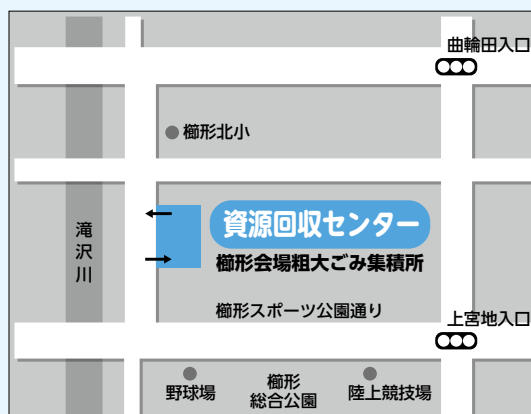 曲輪田入口
櫛形北小
滝沢川
資源回収センター
櫛形会場粗大ごみ集積所
櫛形スポーツ公園通り
上宮地入口
野球場
櫛形
総合公園
陸上競技場